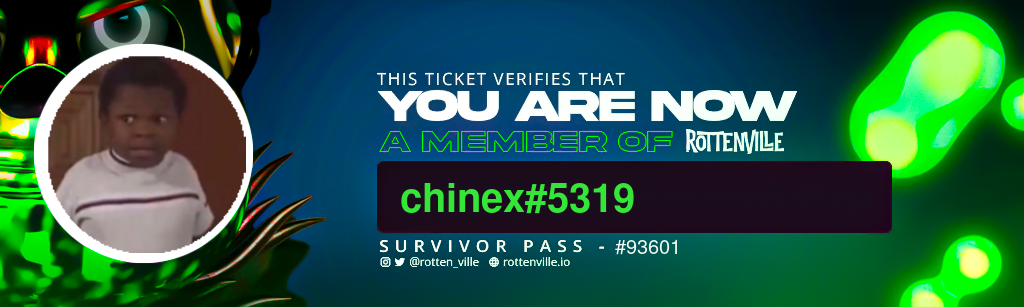 THIS TICKET VERIFIES THAT
YOU ARE NOW
A MEMBER OF ROTTENVILLE
chinex#5319
SURVIVOR PASS - #93601
@rotten_ville rottenville.io